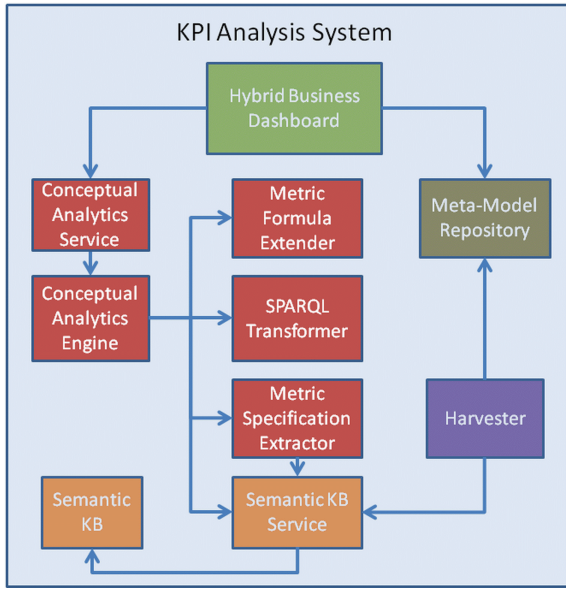 KPI Analysis System
Hybrid Business
Dashboard
Conceptual
Analytics
Service
Metric
Formula
Extender
Meta-Model
Repository
Conceptual
Analytics
Engine
SPARQL
Transformer
Metric
Specification
Extractor
Harvester
Semantic
KB
Semantic KB
Service